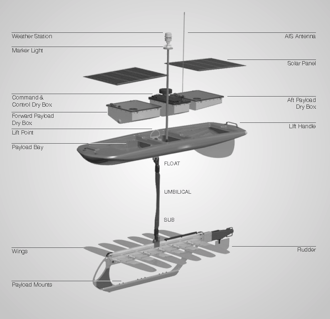 Weather Station
AIS Antenna
Marker Light
Solar Panel
Command &
Control Dry Box
Aft Payload
Dry Box
Forward Payload
Dry Box
Lift Handle
Lift Point
Payload Bay
FLOAT
UMBILICAL
SUB
Wings
Rudder
Payload Mounts